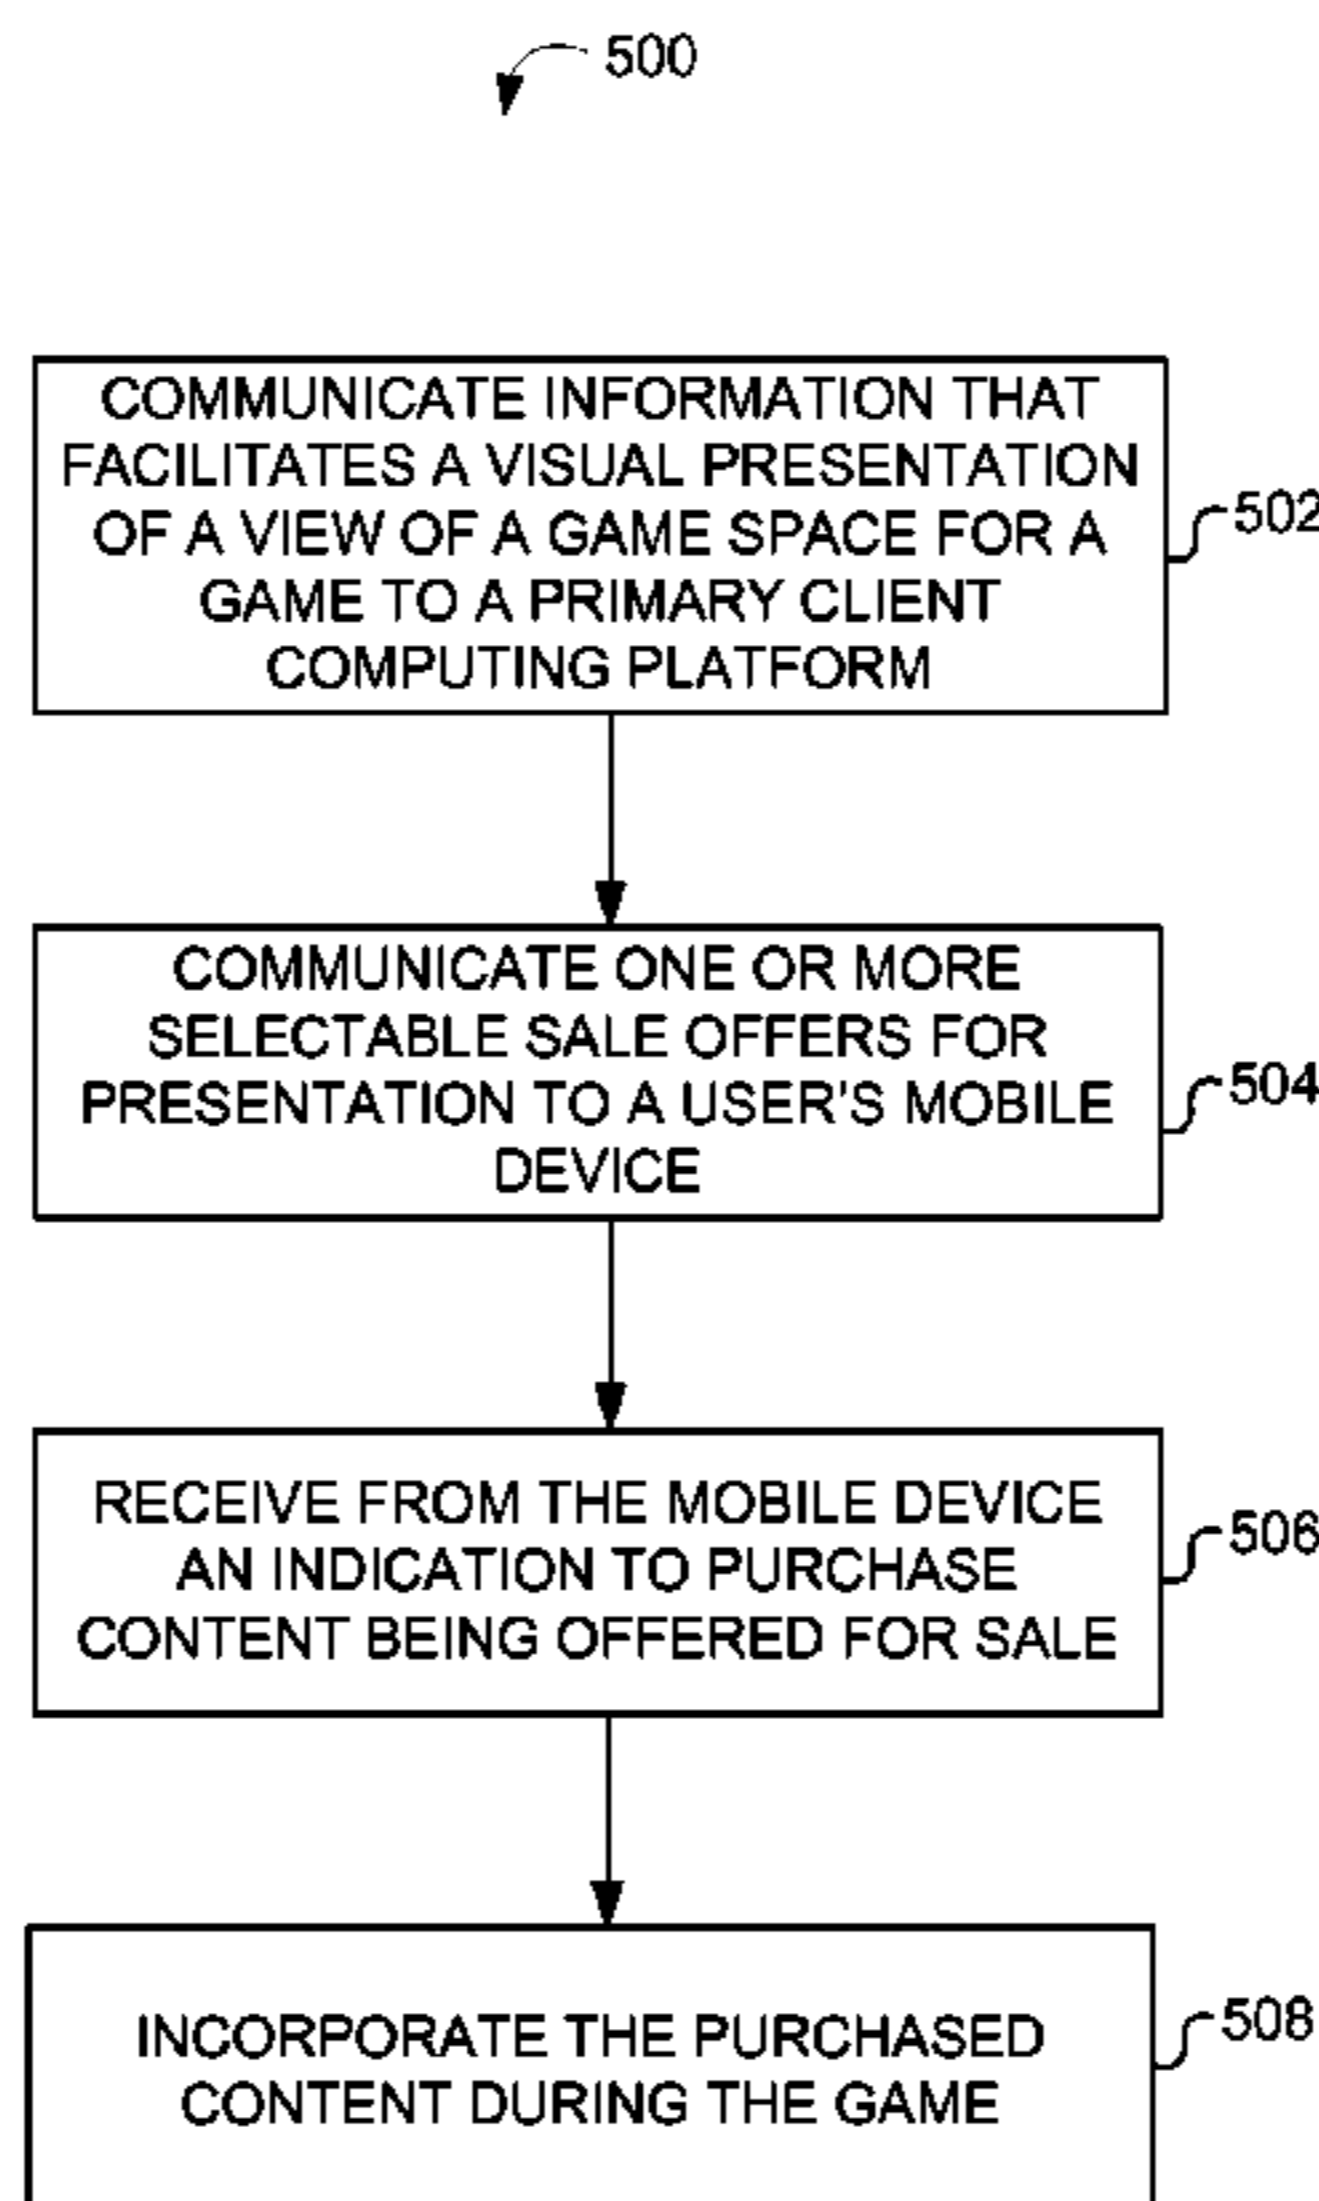 500
COMMUNICATE INFORMATION THAT
FACILITATES A VISUAL PRESENTATION
OF A VIEW OF A GAME SPACE FOR A
GAME TO A PRIMARY CLIENT
COMPUTING PLATFORM
502
COMMUNICATE ONE OR MORE
SELECTABLE SALE OFFERS FOR
PRESENTATION TO A USER'S MOBILE
DEVICE
504
RECEIVE FROM THE MOBILE DEVICE
AN INDICATION TO PURCHASE
CONTENT BEING OFFERED FOR SALE
506
INCORPORATE THE PURCHASED
CONTENT DURING THE GAME
508